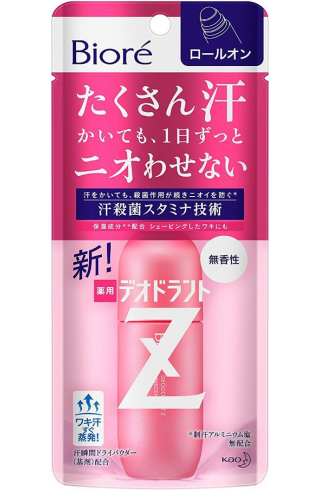 Bioré
ロールオン
たくさん汗
かいても、1日ずっと
ニオわせない
汗をかいても、殺菌作用が続きニオイを防ぐ*
汗殺菌スタミナ技術
保湿成分**配合 シェービングしたワキにも
新!
無香性
薬用
デオドラント
Z
ワキ汗
すぐ
蒸発!
*制汗アルミニウム塩
無配合
汗瞬間ドライパウダー
(基剤)配合
Kao